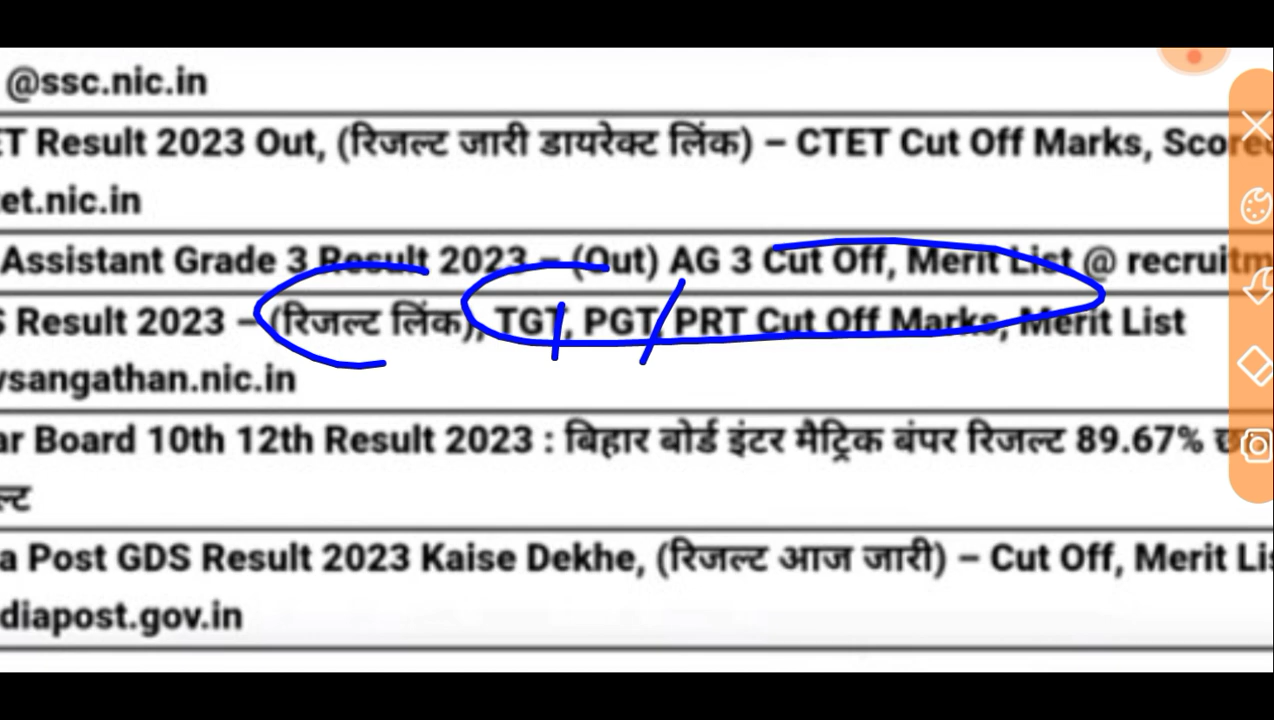 @ssc.nic.in
ET Result 2023 Out, (रिजल्ट जारी डायरेक्ट लिंक) – CTET Cut Off Marks, Score
et.nic.in
Assistant Grade 3 Result 2023 – (Out) AG 3 Cut Off, Merit List @ recruitm
S Result 2023 – (रिजल्ट लिंक), TGT, PGT, PRT Cut Off Marks, Merit List
vsangathan.nic.in
ar Board 10th 12th Result 2023 : बिहार बोर्ड इंटर मैट्रिक बंपर रिजल्ट 89.67%
ल्ट
a Post GDS Result 2023 Kaise Dekhe, (रिजल्ट आज जारी) – Cut Off, Merit Lis
diapost.gov.in